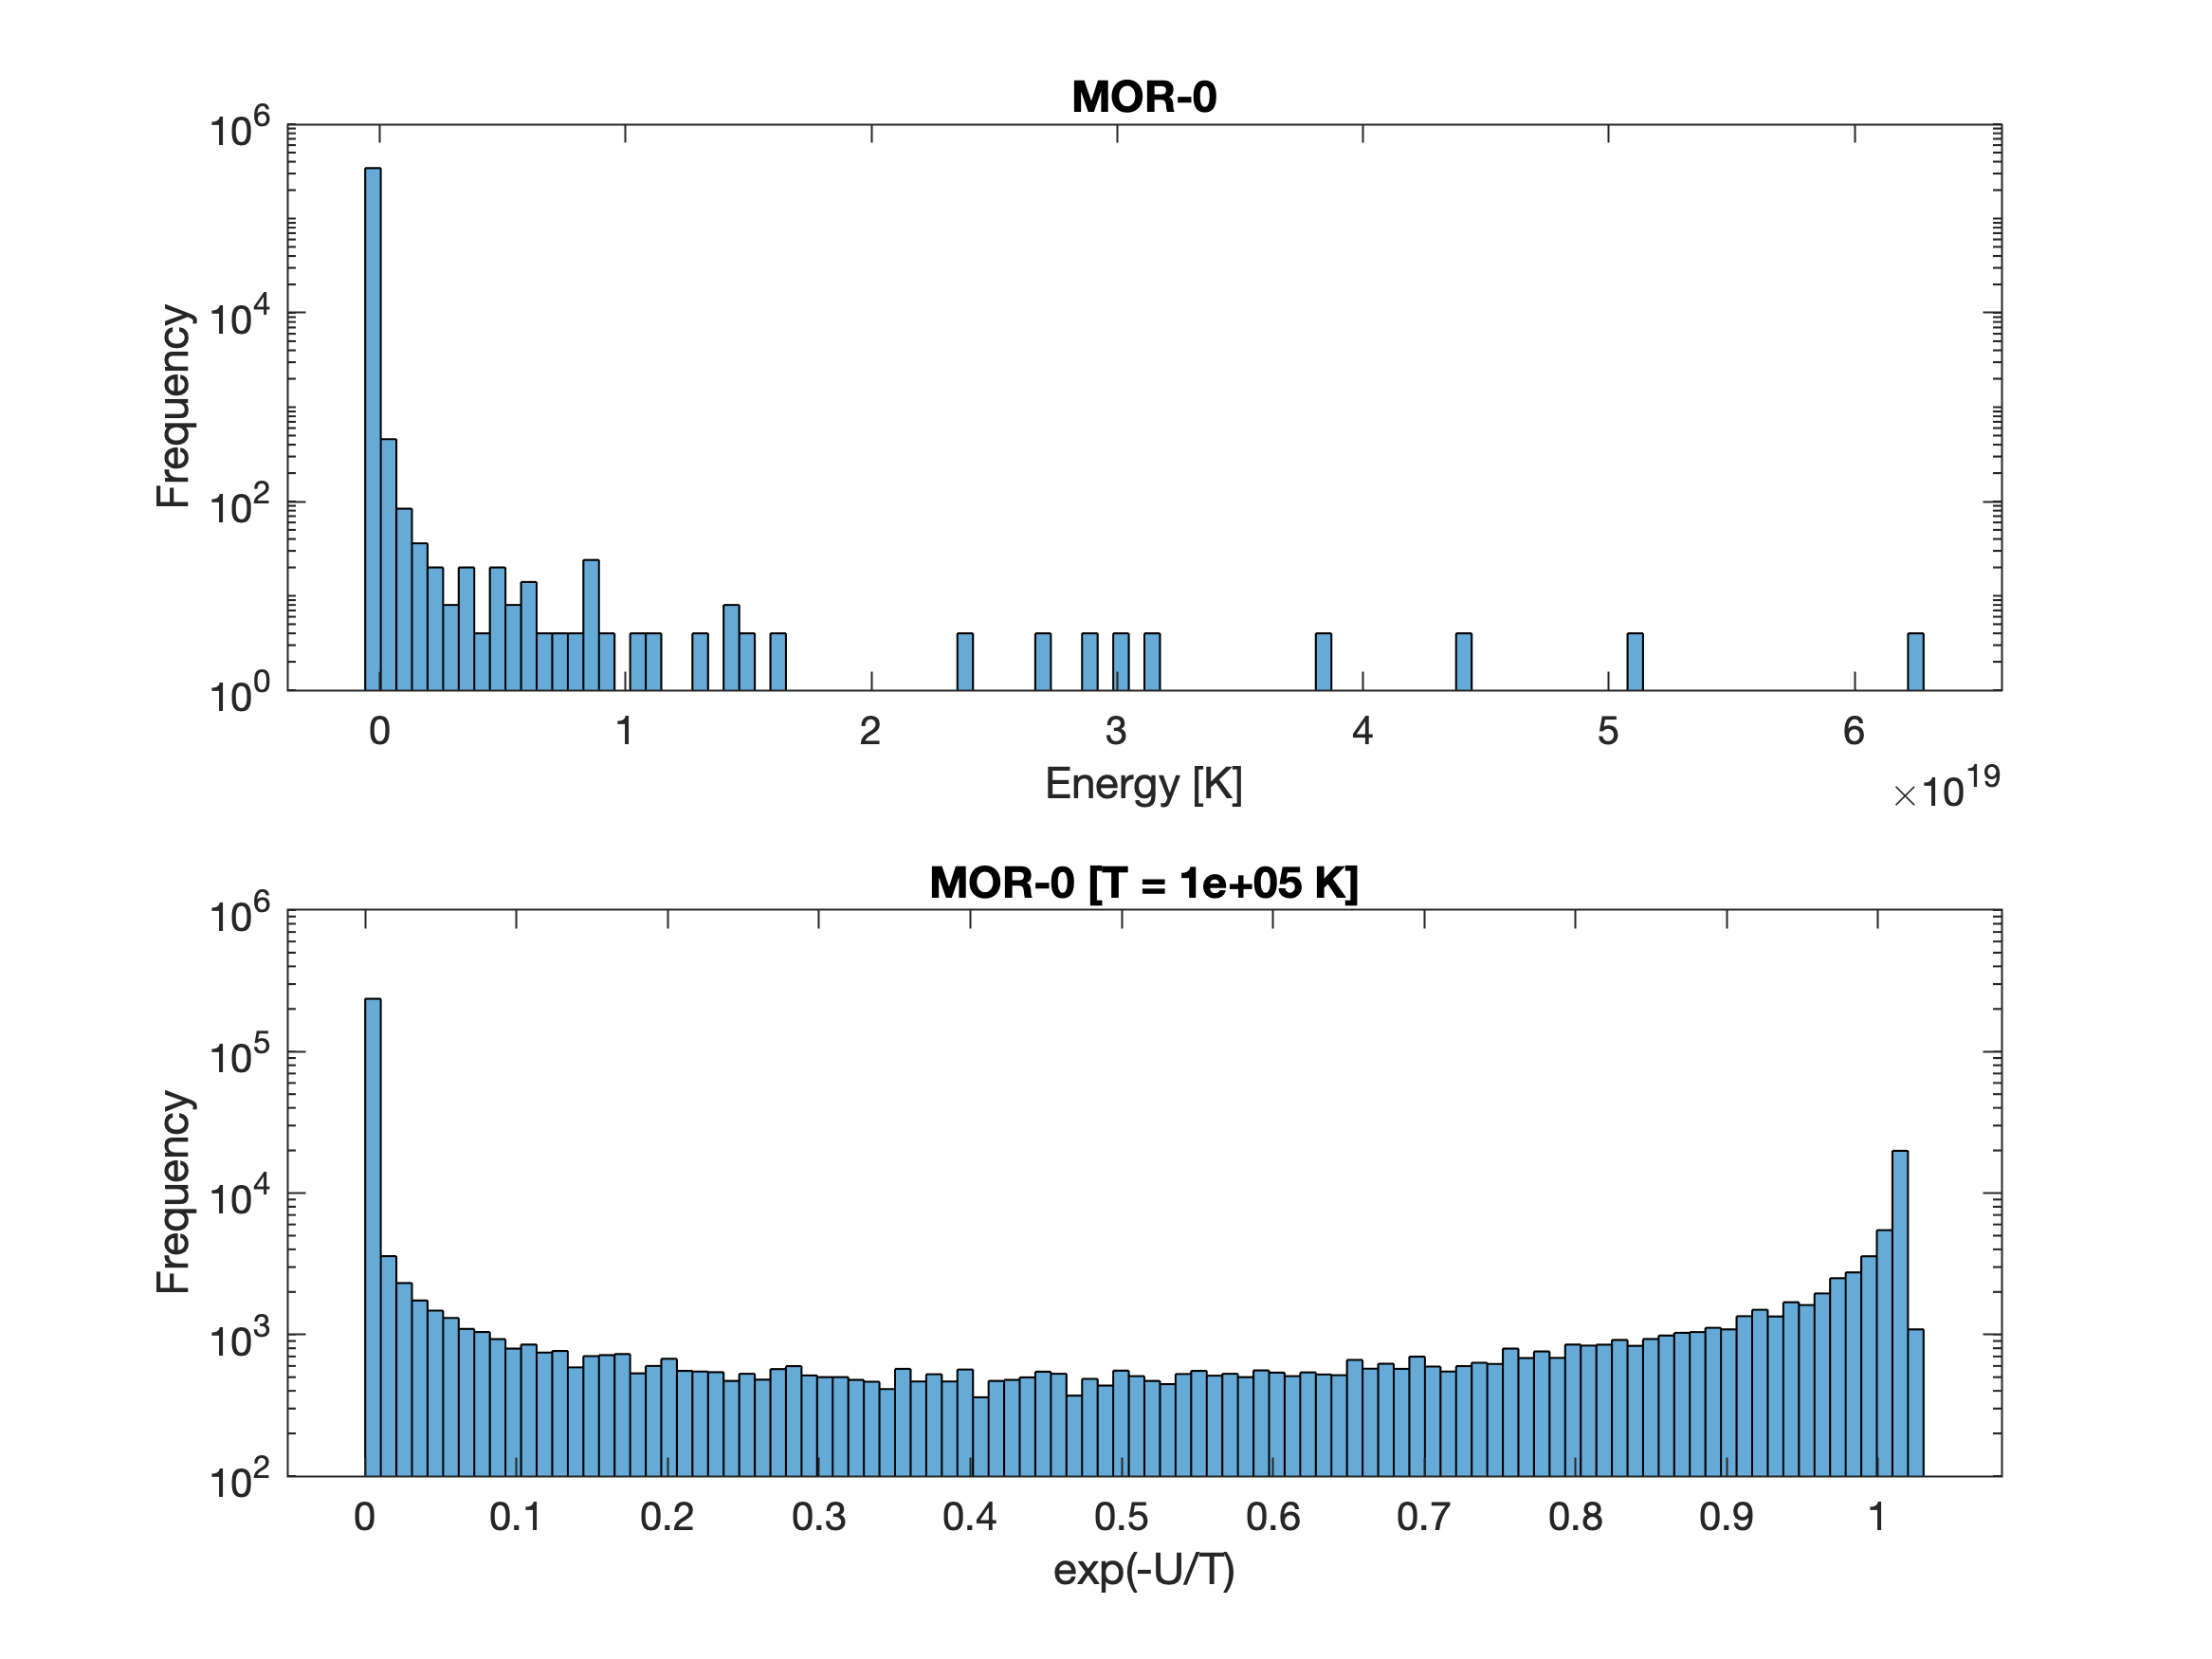 MOR-0
Frequency
10^6
10^4
10^2
10^0
0 1 2 3 4 5 6
Energy [K]
×10^19
MOR-0 [T = 1e+05 K]
Frequency
10^6
10^5
10^4
10^3
10^2
0 0.1 0.2 0.3 0.4 0.5 0.6 0.7 0.8 0.9 1
exp(-U/T)